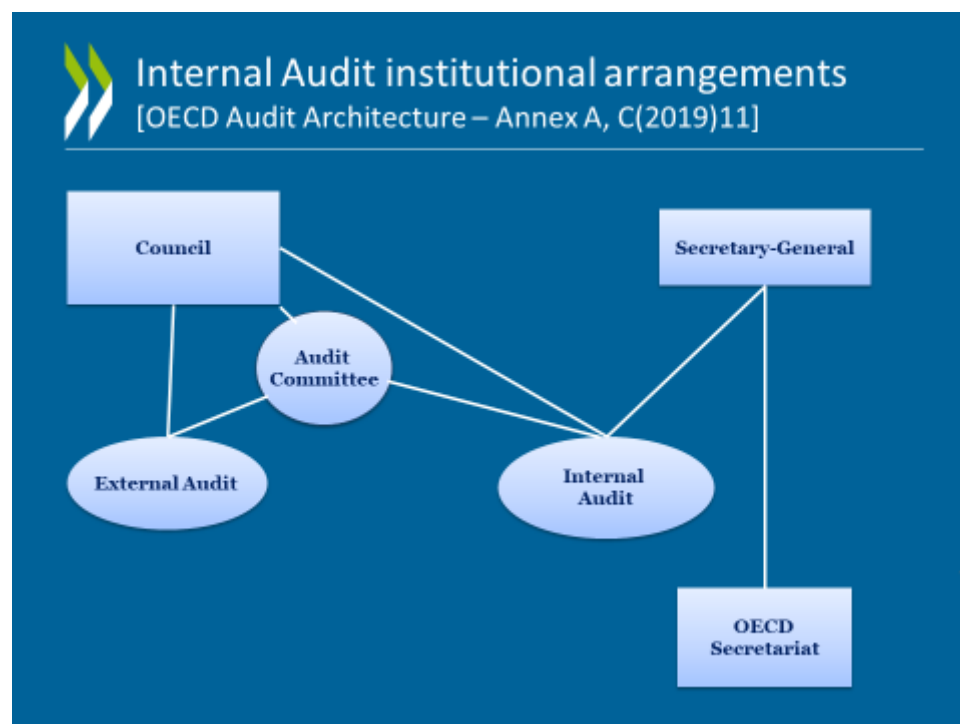 Internal Audit institutional arrangements
[OECD Audit Architecture – Annex A, C(2019)11]
Council
Secretary-General
Audit
Committee
External Audit
Internal
Audit
OECD
Secretariat